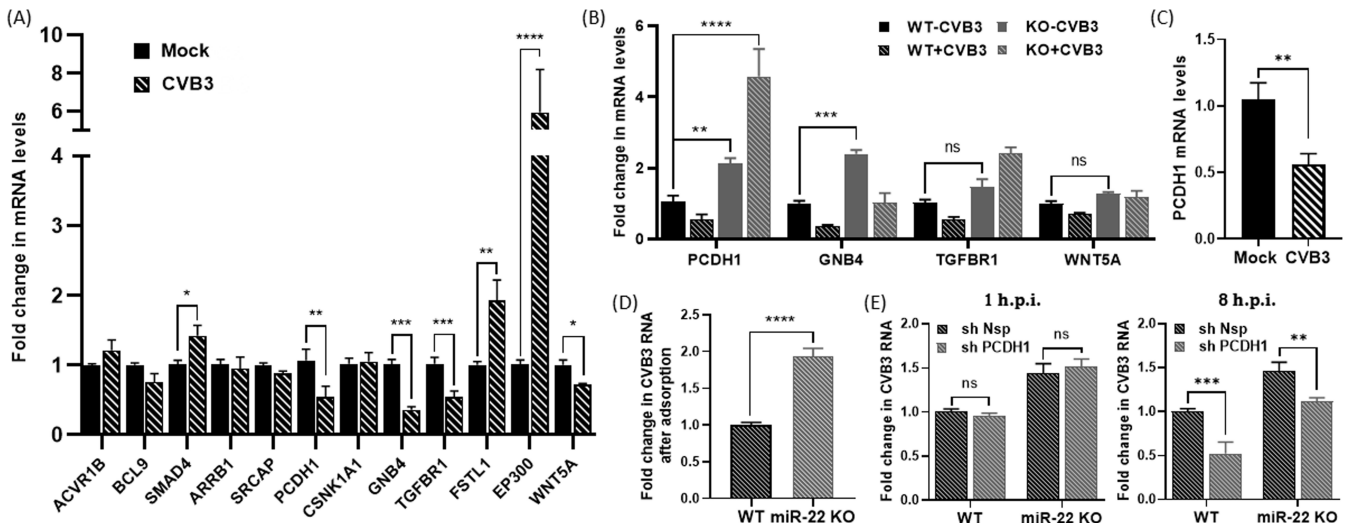 (A)
Fold change in mRNA levels
10
8
6
4
4
2
1
0
Mock
CVB3
*
**
***
***
**
****
*
ACVR1B
BCL9
SMAD4
ARRB1
SRCAP
PCDH1
CSNK1A1
GNB4
TGFBR1
FSTL1
EP300
WNT5A
(B)
Fold change in mRNA levels
6
4
2
0
WT-CVB3 KO-CVB3
WT+CVB3 KO+CVB3
****
**
***
ns
ns
PCDH1 GNB4 TGFBR1 WNT5A
(C)
PCDH1 mRNA levels
1.5
1.0
0.5
0.0
**
Mock CVB3
(D)
Fold change in CVB3 RNA
after adsorption
2.5
2.0
1.5
1.0
0.5
0.0
****
WT miR-22 KO
(E)
1 h.p.i.
Fold change in CVB3 RNA
2.0
1.5
1.0
0.5
0.0
sh Nsp
sh PCDH1
ns
ns
WT miR-22 KO
8 h.p.i.
Fold change in CVB3 RNA
2.0
1.5
1.0
0.5
0.0
sh Nsp
sh PCDH1
***
**
WT miR-22 KO